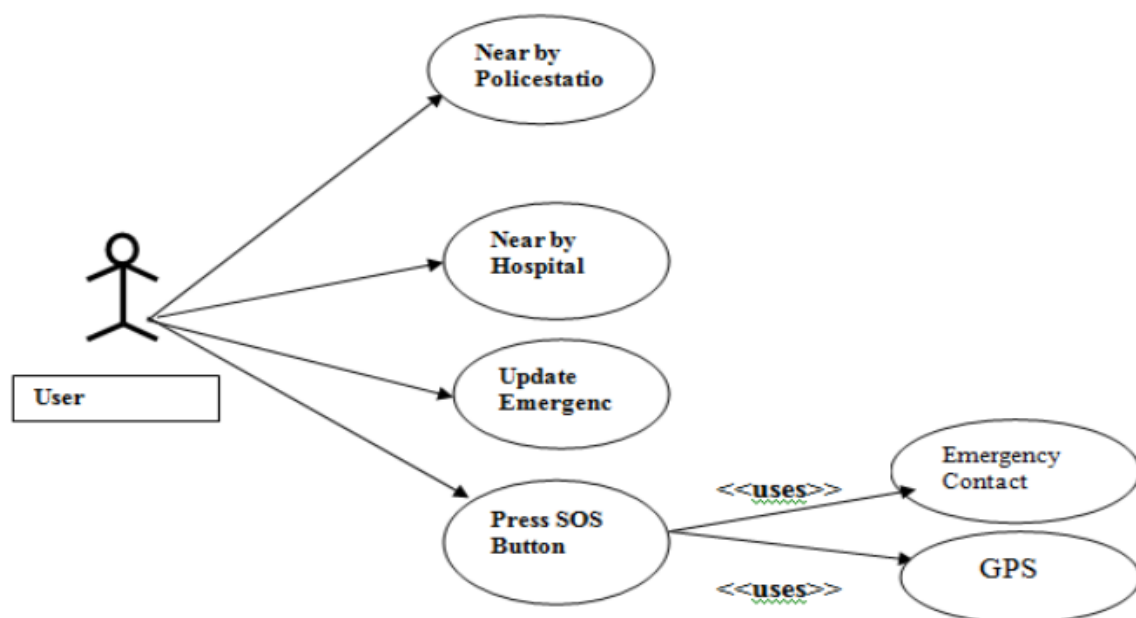 Near by
Policestatio
Near by
Hospital
User
Update
Emergenc
Press SOS
Button
<<uses>>
Emergency
Contact
<<uses>>
GPS